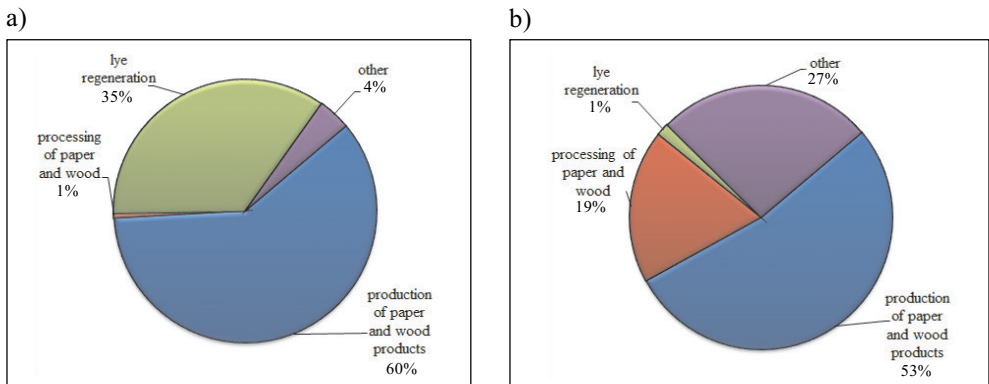 a)
lye
regeneration
35%
other
4%
processing
of paper
and wood
1%
production
of paper
and wood
products
60%
b)
other
27%
lye
regeneration
1%
processing of
paper and
wood
19%
production
of paper
and wood
products
53%